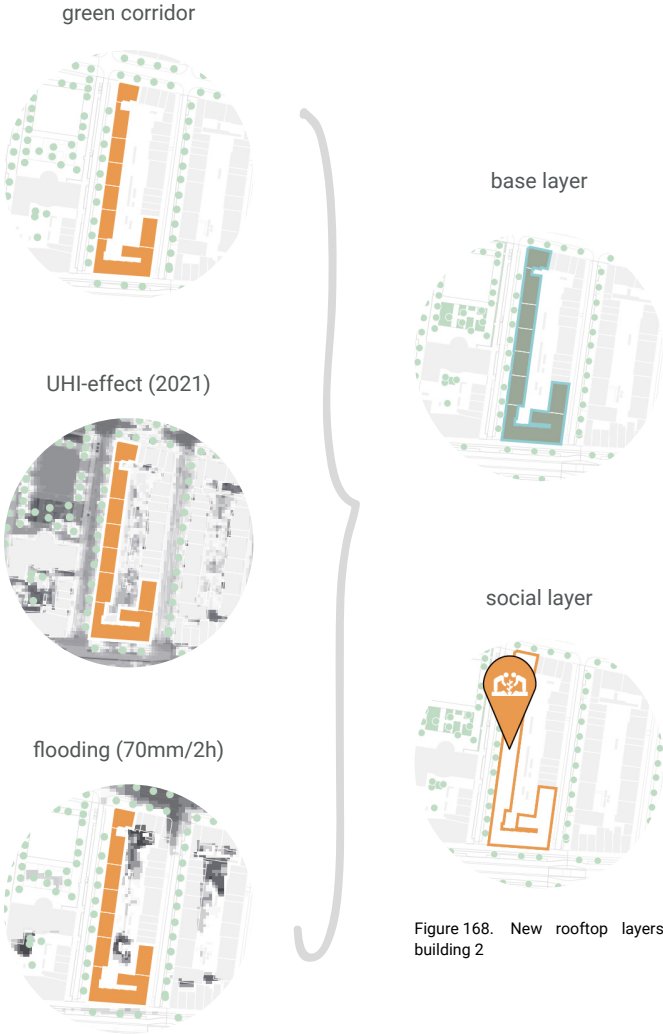 green corridor
base layer
UHI-effect (2021)
social layer
flooding (70mm/2h)
Figure 168. New rooftop layers
building 2